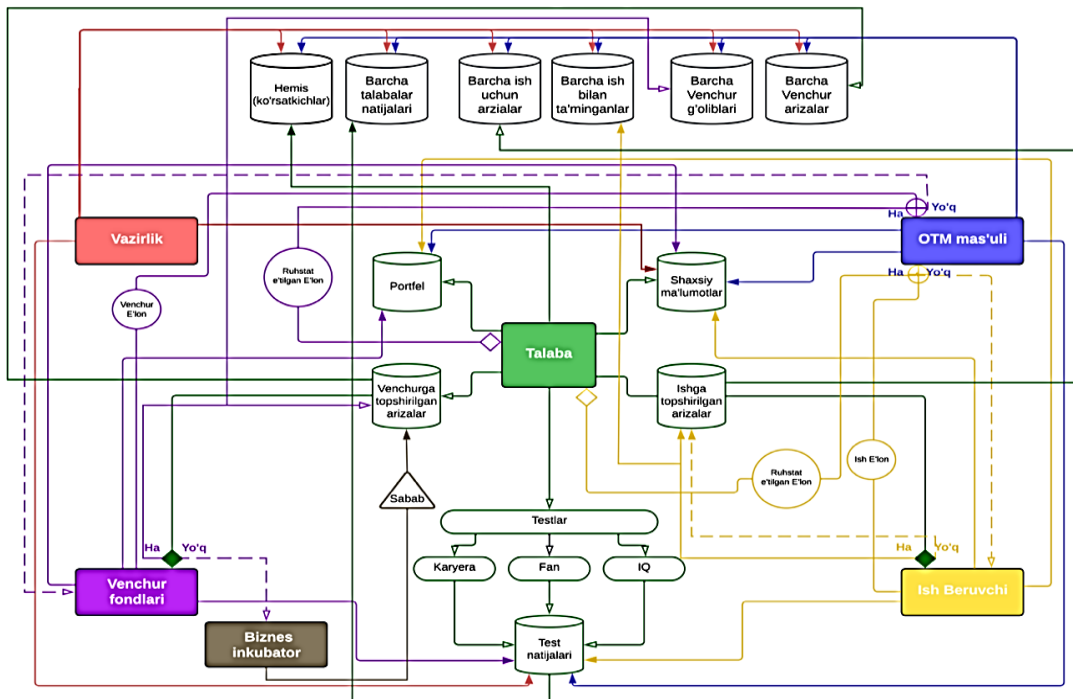 Hemis
(ko'rsatkichlar)
Barcha
talabalar
natijalari
Barcha ish
uchun
arzialar
Barcha ish
bilan
ta'minganlar
Barcha
Venchur
g'oliblari
Barcha
Venchur
arizalar
Vazirlik
Ha
Yo'q
OTM mas'uli
Ha
Yo'q
Venchur
E'lon
Ruhstat
e'tilgan E'lon
Portfel
Shaxsiy
ma'lumotlar
Talaba
Venchurga
topshirilgan
arizalar
Ishga
topshirilgan
arizalar
Ish E'lon
Ruhstat
e'tilgan E'lon
Sabab
Testlar
Karyera
Fan
IQ
Ha
Yo'q
Ha
Yo'q
Venchur
fondlari
Ish Beruvchi
Biznes
inkubator
Test
natijalari